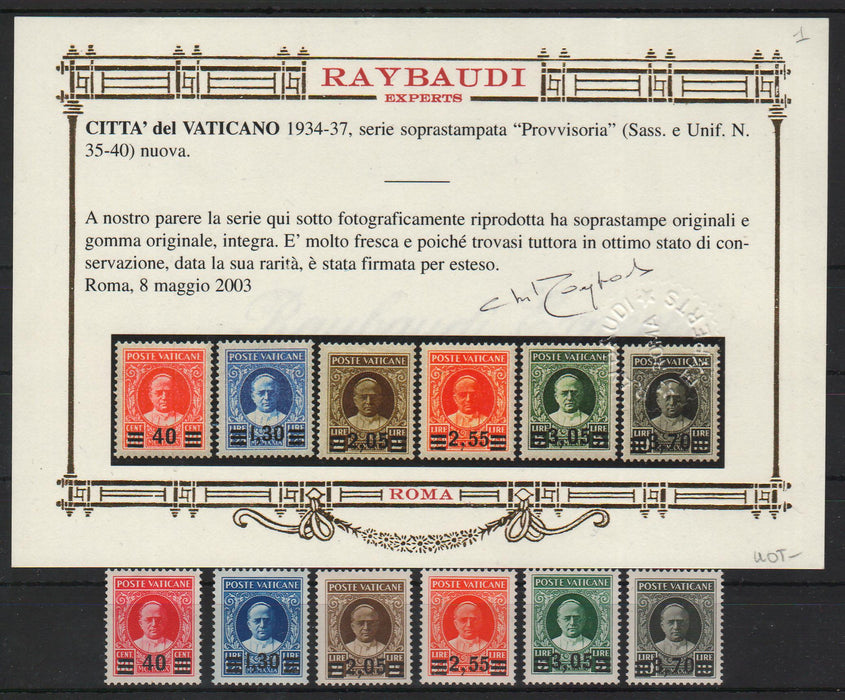 1
RAYBAUDI
EXPERTS
CITTA' del VATICANO 1934-37, serie soprastampata “Provvisoria” (Sass. e Unif. N.
35-40) nuova.
A nostro parere la serie qui sotto fotograficamente riprodotta ha soprastampe originali e
gomma originale, integra. E' molto fresca e poiché trovasi tuttora in ottimo stato di con-
servazione, data la sua rarità, è stata firmata per esteso.
Roma, 8 maggio 2003
POSTE VATICANE POSTE VATICANE POSTE VATICANE POSTE VATICANE POSTE VATICANE POSTE VATICANE
CENT. 40 1,30 LIRE 2,05 LIRE LIRE 2,55 LIRE LIRE 3,05 LIRE LIRE 3,70 LIRE
ROMA
POSTE VATICANE POSTE VATICANE POSTE VATICANE POSTE VATICANE POSTE VATICANE POSTE VATICANE
CENT. 40 1,30 LIRE 2,05 LIRE LIRE 2,55 LIRE LIRE 3,05 LIRE LIRE 3,70 LIRE